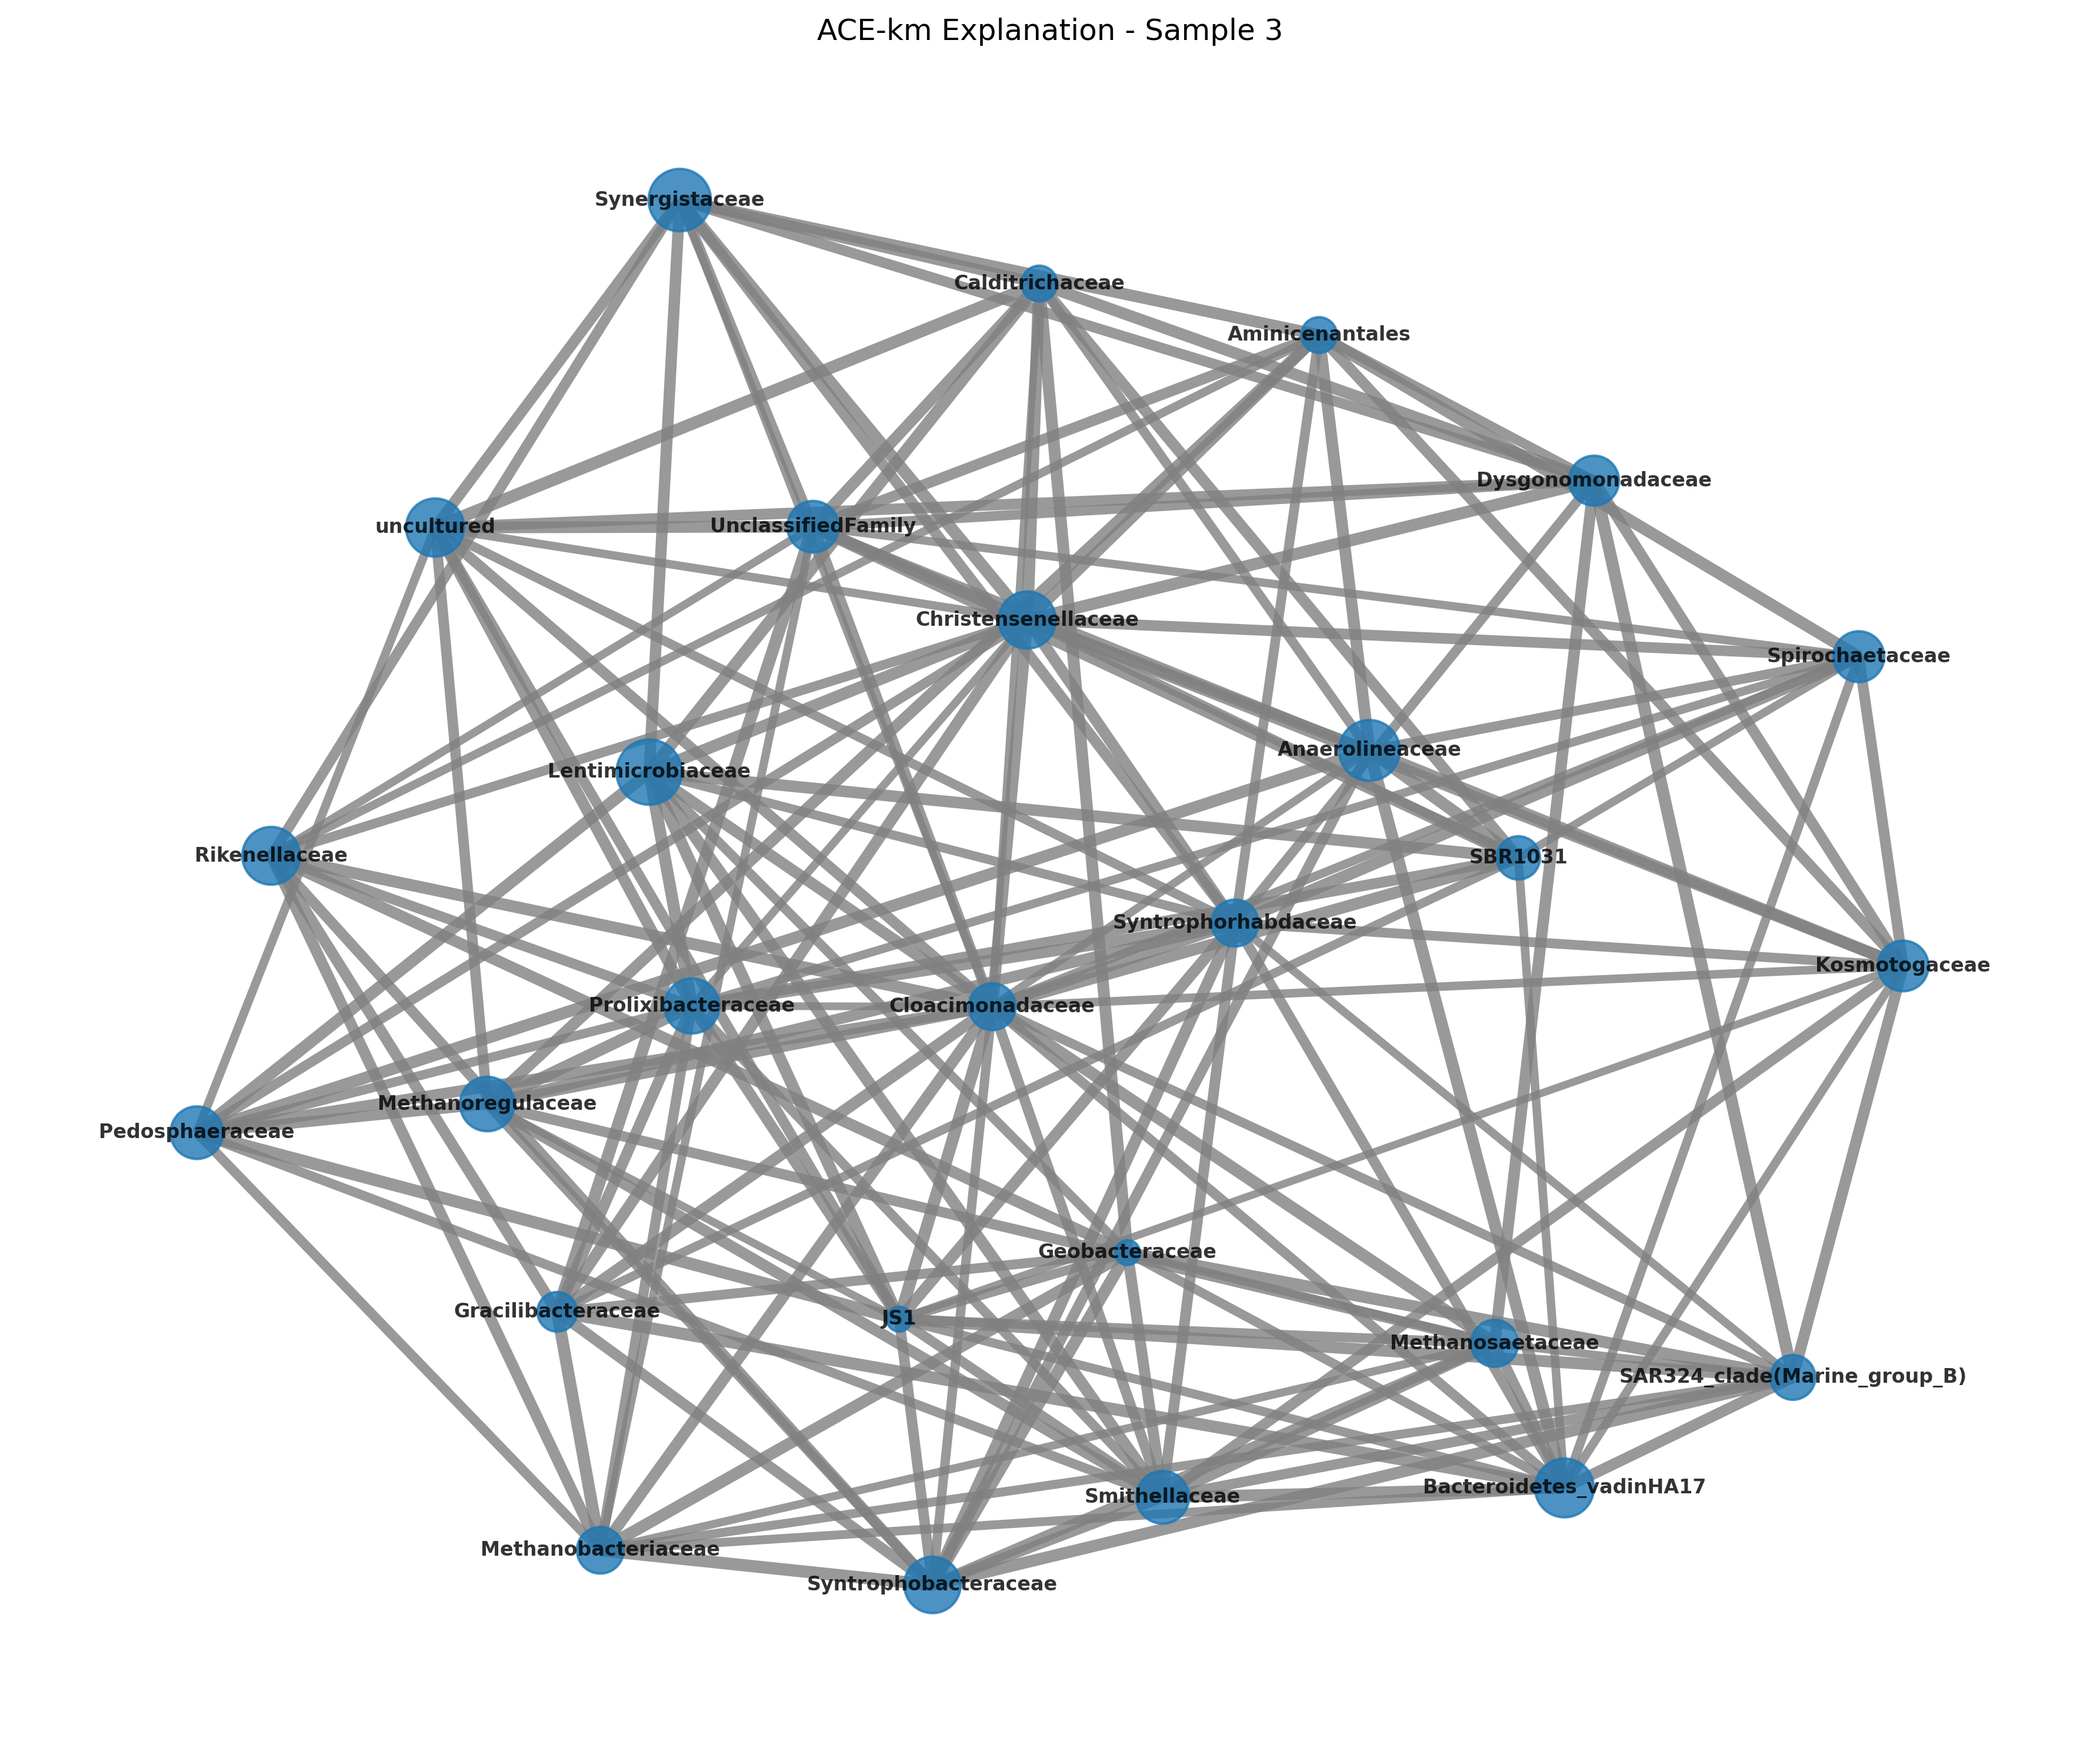 ACE-km Explanation - Sample 3
Synergistaceae
Calditrichaceae
Aminicenantales
Dysgonomonadaceae
uncultured
UnclassifiedFamily
Christensenellaceae
Spirochaetaceae
Anaerolineaceae
Lentimicrobiaceae
Rikenellaceae
SBR1031
Syntrophorhabdaceae
Kosmotogaceae
Prolixibacteraceae
Cloacimonadaceae
Methanoregulaceae
Pedosphaeraceae
Geobacteraceae
Gracilibacteraceae
JS1
Methanosaetaceae
SAR324_clade(Marine_group_B)
Bacteroidetes_vadinHA17
Smithellaceae
Methanobacteriaceae
Syntrophobacteraceae